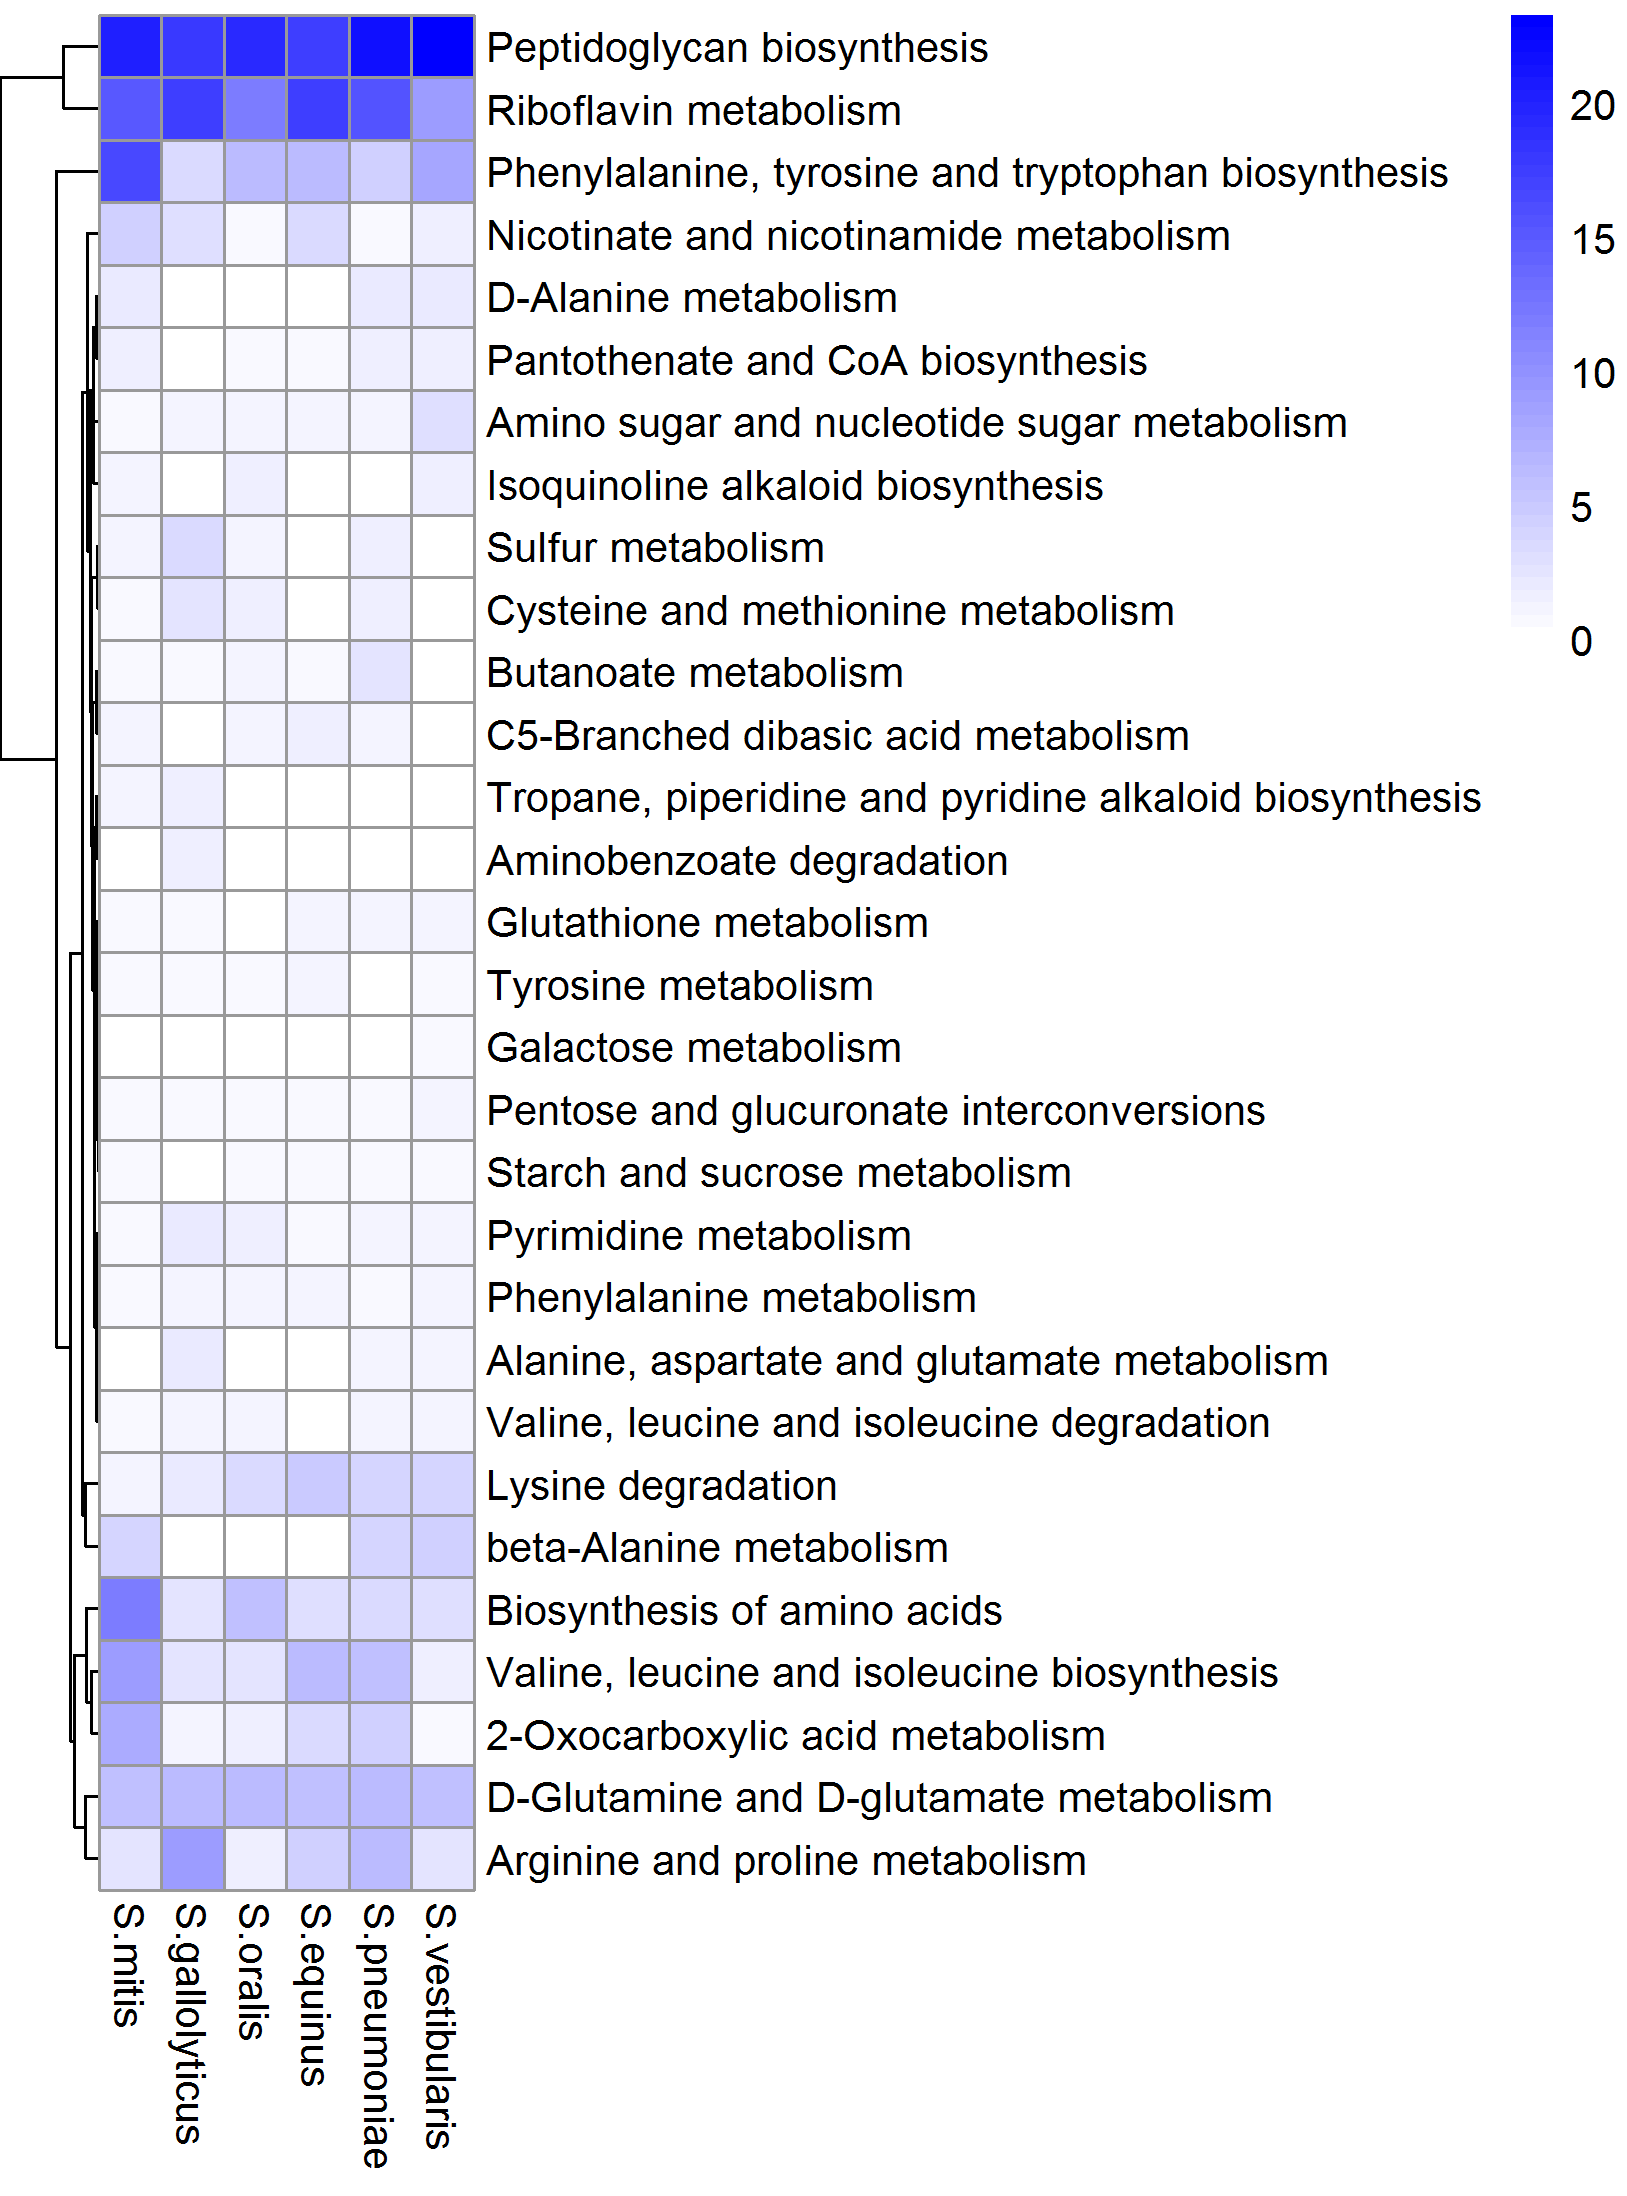 Peptidoglycan biosynthesis
Riboflavin metabolism
Phenylalanine, tyrosine and tryptophan biosynthesis
Nicotinate and nicotinamide metabolism
D-Alanine metabolism
Pantothenate and CoA biosynthesis
Amino sugar and nucleotide sugar metabolism
Isoquinoline alkaloid biosynthesis
Sulfur metabolism
Cysteine and methionine metabolism
Butanoate metabolism
C5-Branched dibasic acid metabolism
Tropane, piperidine and pyridine alkaloid biosynthesis
Aminobenzoate degradation
Glutathione metabolism
Tyrosine metabolism
Galactose metabolism
Pentose and glucuronate interconversions
Starch and sucrose metabolism
Pyrimidine metabolism
Phenylalanine metabolism
Alanine, aspartate and glutamate metabolism
Valine, leucine and isoleucine degradation
Lysine degradation
beta-Alanine metabolism
Biosynthesis of amino acids
Valine, leucine and isoleucine biosynthesis
2-Oxocarboxylic acid metabolism
D-Glutamine and D-glutamate metabolism
Arginine and proline metabolism
S.mitis
S.gallolyticus
S.oralis
S.equinus
S.pneumoniae
S.vestibularis
20
15
10
5
0